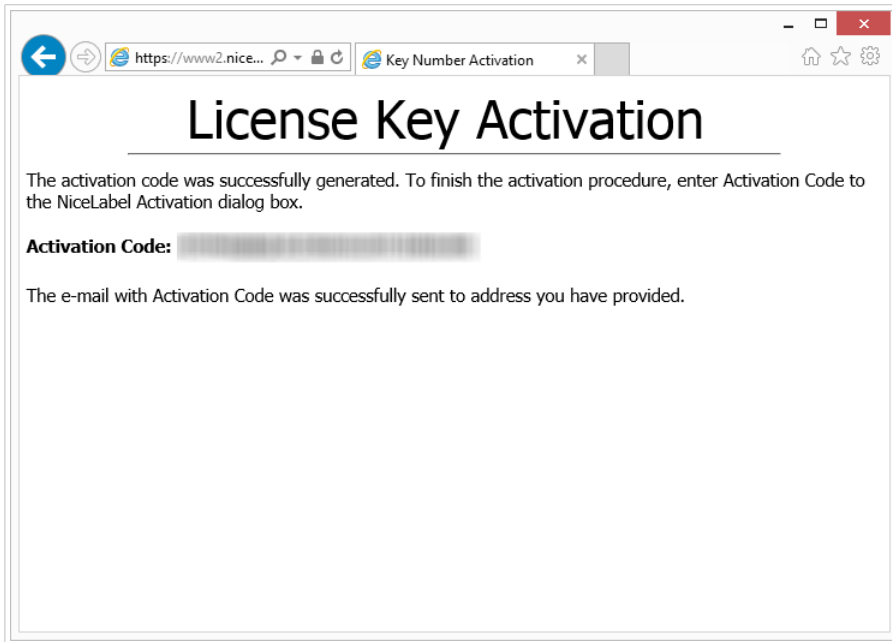 https://www2.nice...
Key Number Activation
License Key Activation
The activation code was successfully generated. To finish the activation procedure, enter Activation Code to
the NiceLabel Activation dialog box.
Activation Code:
The e-mail with Activation Code was successfully sent to address you have provided.